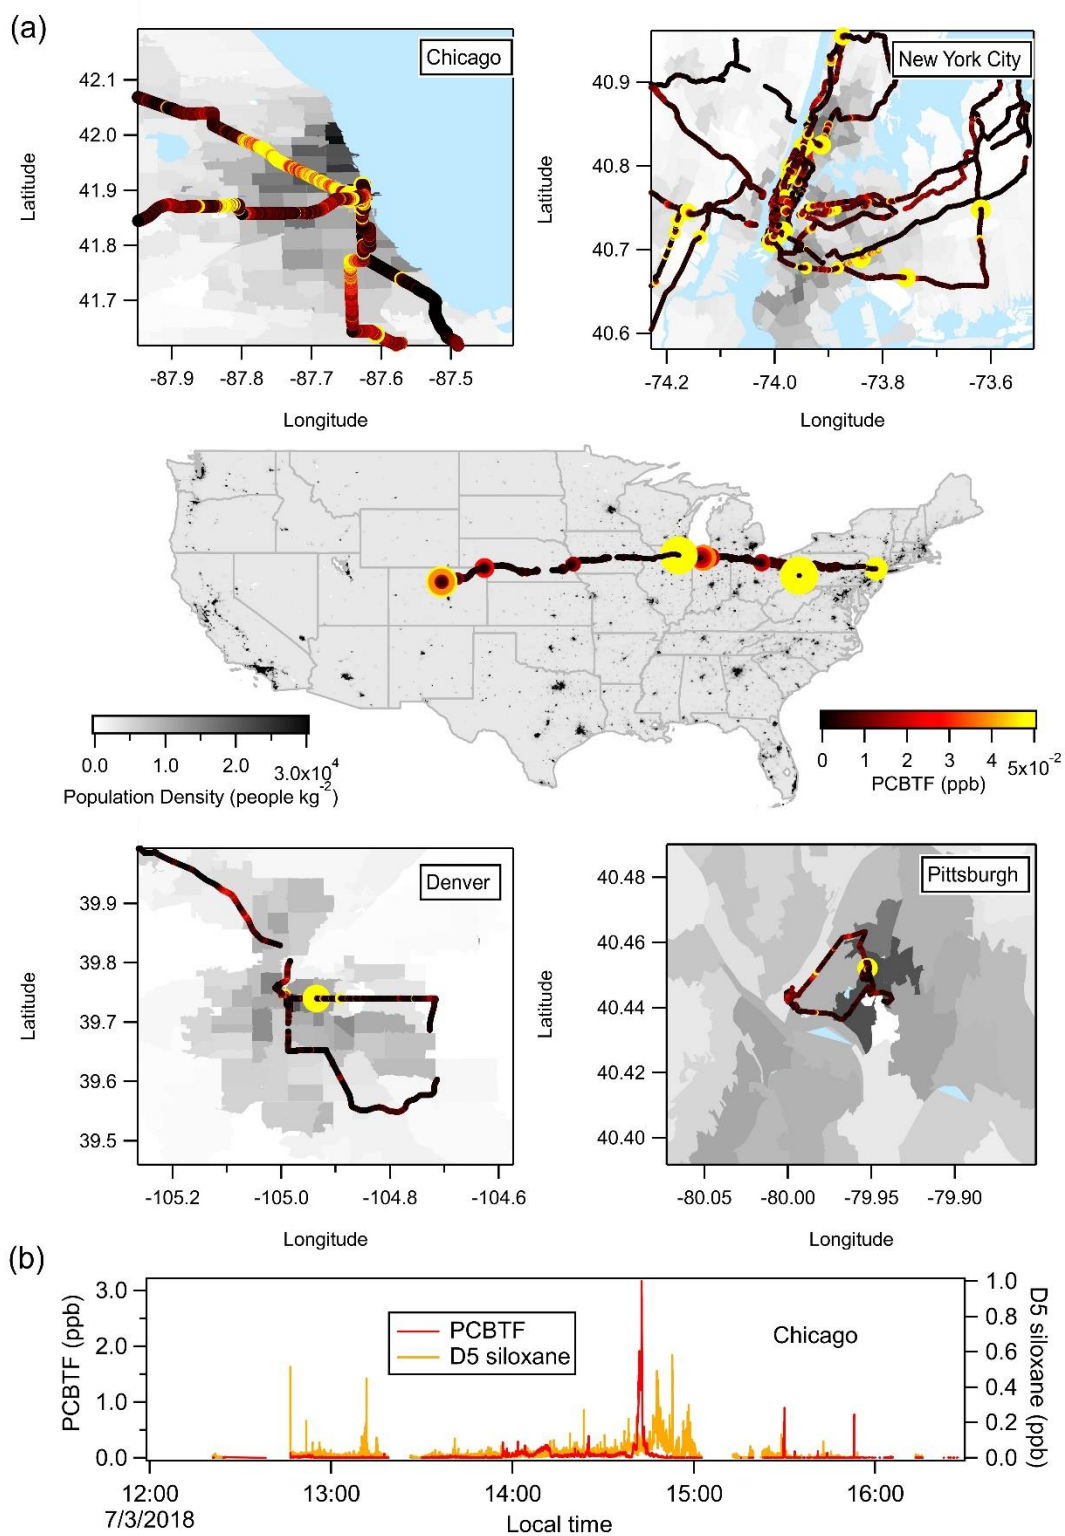 (a)
Chicago
42.1
42.0
41.9
41.8
41.7
Latitude
-87.9 -87.8 -87.7 -87.6 -87.5
Longitude
New York City
40.9
40.8
40.7
40.6
Latitude
-74.2 -74.0 -73.8 -73.6
Longitude
0.0 1.0 2.0 3.0x10^4
Population Density (people kg^-2)
0 1 2 3 4 5x10^-2
PCBTF (ppb)
Denver
39.9
39.8
39.7
39.6
39.5
Latitude
-105.2 -105.0 -104.8 -104.6
Longitude
Pittsburgh
40.48
40.46
40.44
40.42
40.40
Latitude
-80.05 -80.00 -79.95 -79.90
Longitude
(b)
3.0
2.0
1.0
0.0
PCBTF (ppb)
PCBTF
D5 siloxane
Chicago
1.0
0.8
0.6
0.4
0.2
0.0
D5 siloxane (ppb)
12:00 13:00 14:00 15:00 16:00
7/3/2018
Local time